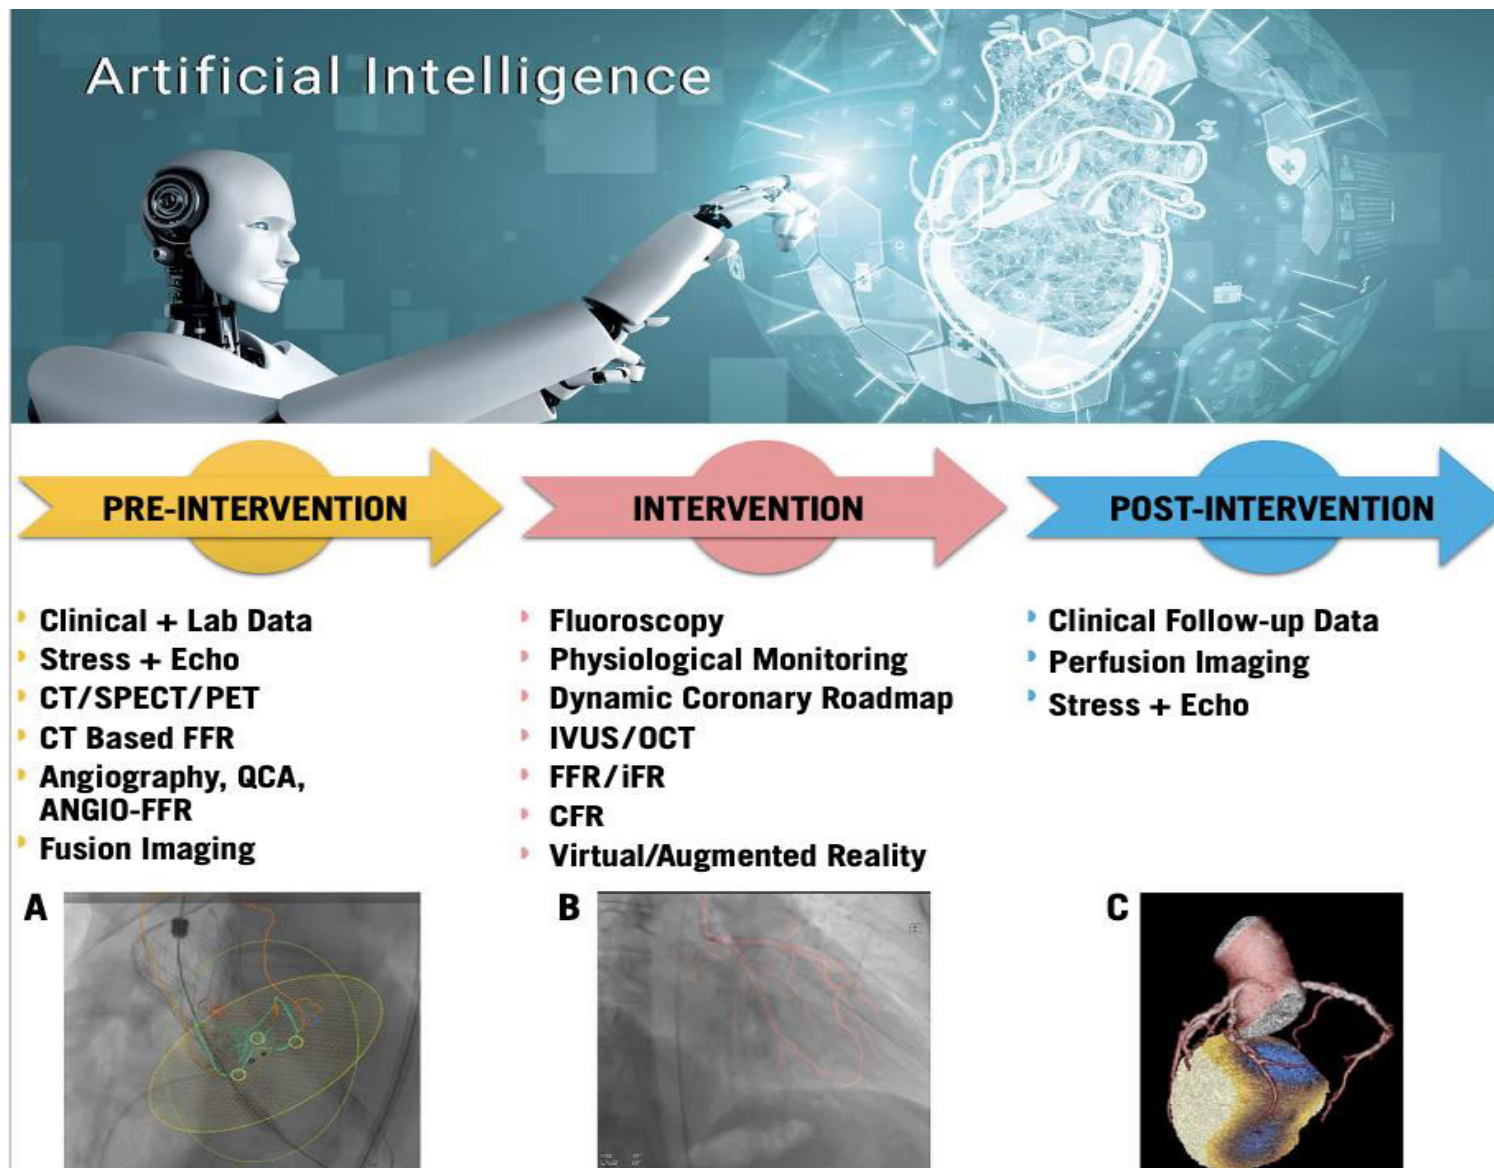 Artificial Intelligence
PRE-INTERVENTION
Clinical + Lab Data
Stress + Echo
CT/SPECT/PET
CT Based FFR
Angiography, QCA,
ANGIO-FFR
Fusion Imaging
INTERVENTION
Fluoroscopy
Physiological Monitoring
Dynamic Coronary Roadmap
IVUS/OCT
FFR/iFR
CFR
Virtual/Augmented Reality
POST-INTERVENTION
Clinical Follow-up Data
Perfusion Imaging
Stress + Echo
A
B
C